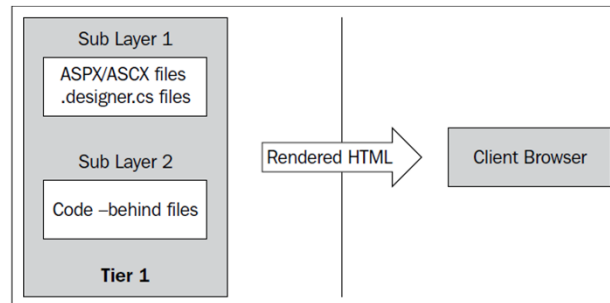 Sub Layer 1
ASPX/ASCX files
.designer.cs files
Sub Layer 2
Code –behind files
Tier 1
Rendered HTML
Client Browser